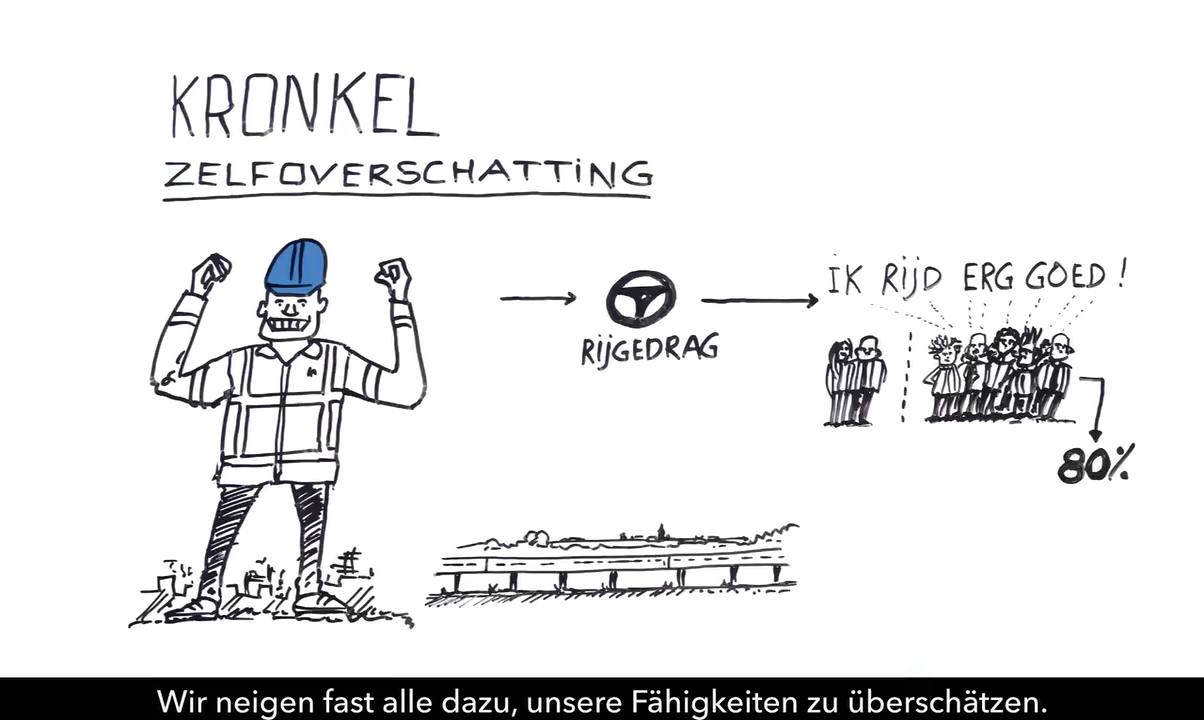 KRONKEL
ZELFOVERSCHATTING
IK RIJD ERG GOED !
RIJGEDRAG
80%
Wir neigen fast alle dazu, unsere Fähigkeiten zu überschätzen.